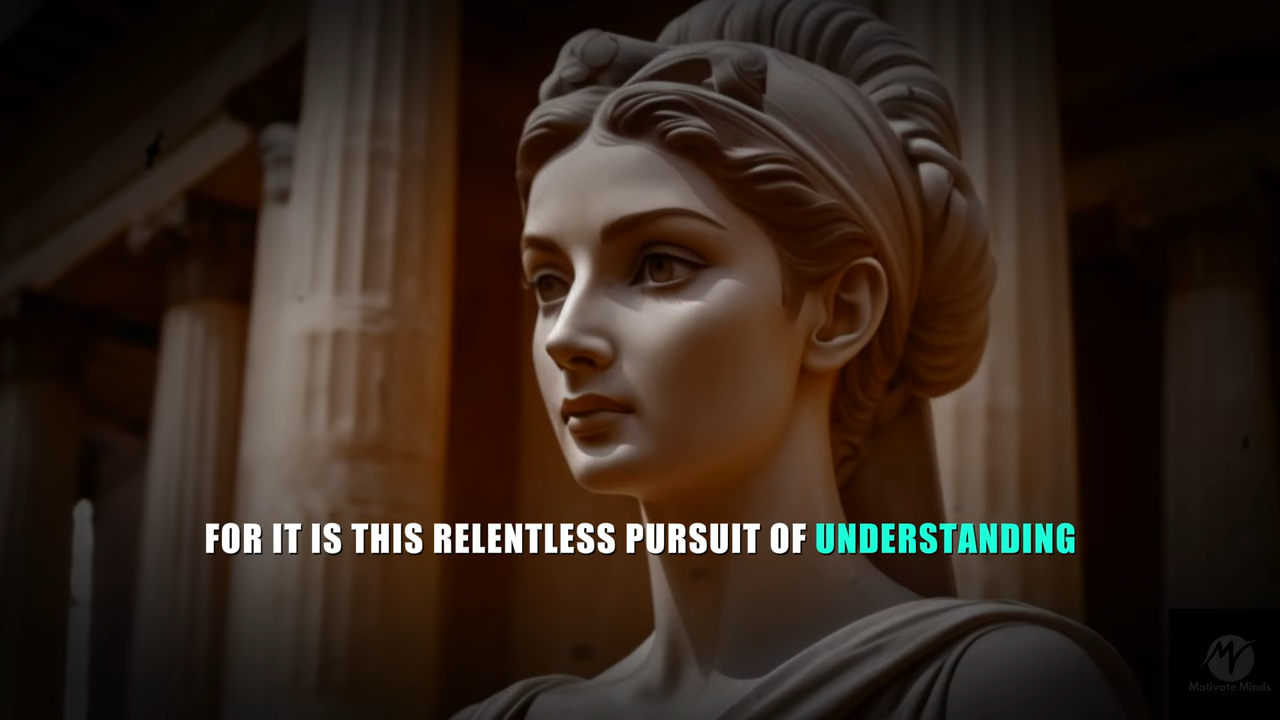 FOR IT IS THIS RELENTLESS PURSUIT OF UNDERSTANDING
Motivate Minds